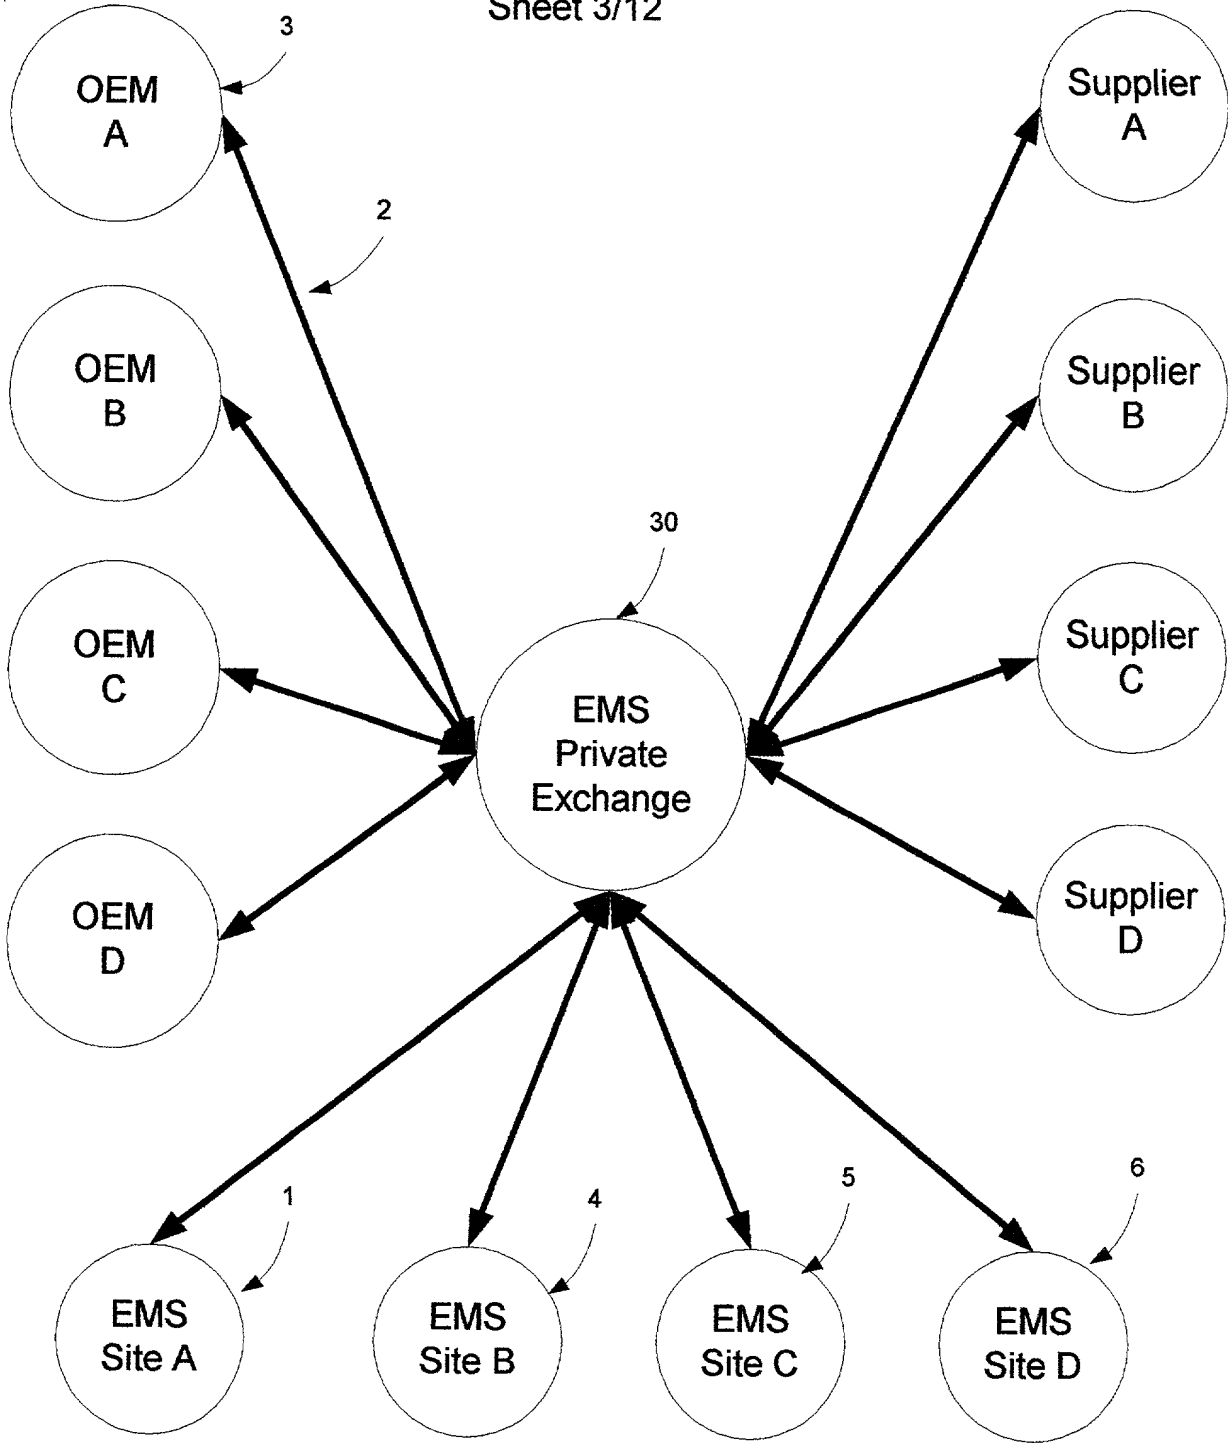 Sheet 3/12
3
OEM
A
Supplier
A
2
OEM
B
Supplier
B
30
OEM
C
Supplier
C
EMS
Private
Exchange
OEM
D
Supplier
D
1
4
5
6
EMS
Site A
EMS
Site B
EMS
Site C
EMS
Site D